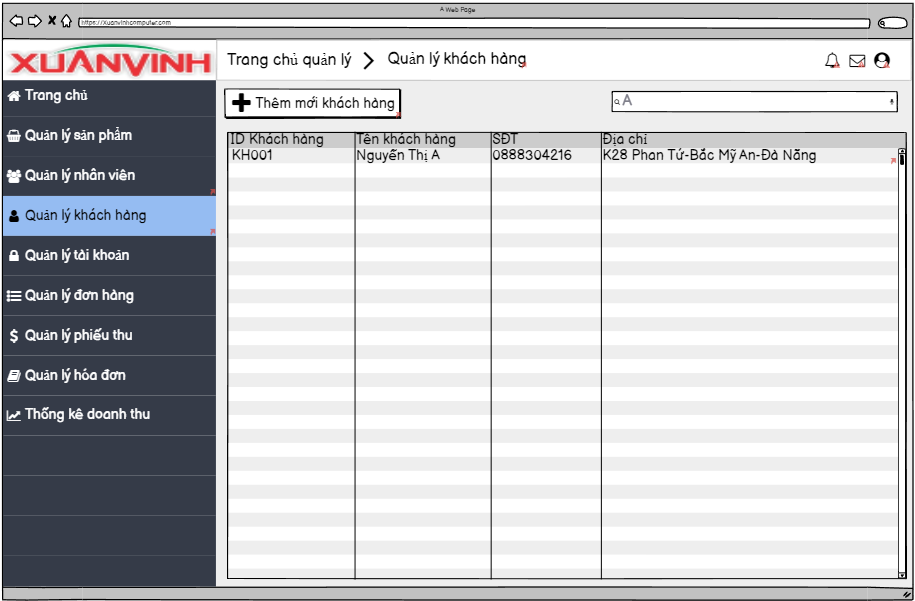 A Web Page
https://Xuanvinhcomputer.com
XUÂNVINH
Trang chủ quản lý
Quản lý khách hàng
Trang chủ
Quản lý sản phẩm
Quản lý nhân viên
Quản lý khách hàng
Quản lý tài khoản
Quản lý đơn hàng
Quản lý phiếu thu
Quản lý hóa đơn
Thống kê doanh thu
Thêm mới khách hàng
A
ID Khách hàng Tên khách hàng SĐT Địa chỉ
KH001 Nguyễn Thị A 0888304216 K28 Phan Tứ-Bắc Mỹ An-Đà Nẵng